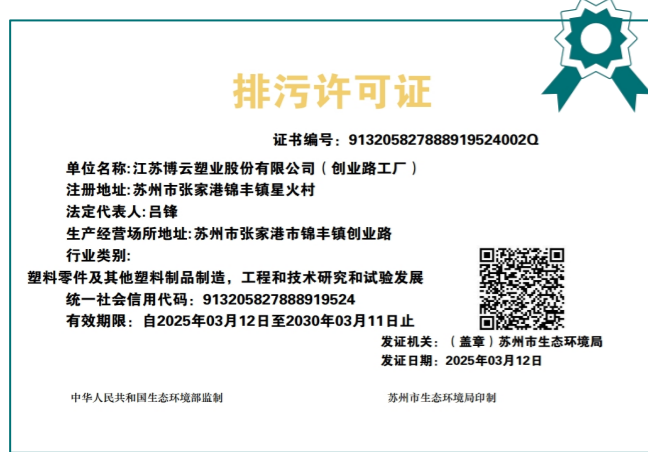 排污许可证
证书编号：913205827888919524002Q
单位名称:江苏博云塑业股份有限公司（创业路工厂）
注册地址:苏州市张家港锦丰镇星火村
法定代表人:吕锋
生产经营场所地址:苏州市张家港市锦丰镇创业路
行业类别:
塑料零件及其他塑料制品制造，工程和技术研究和试验发展
统一社会信用代码：913205827888919524
有效期限：自2025年03月12日至2030年03月11日止
发证机关：（盖章）苏州市生态环境局
发证日期：2025年03月12日
中华人民共和国生态环境部监制
苏州市生态环境局印制